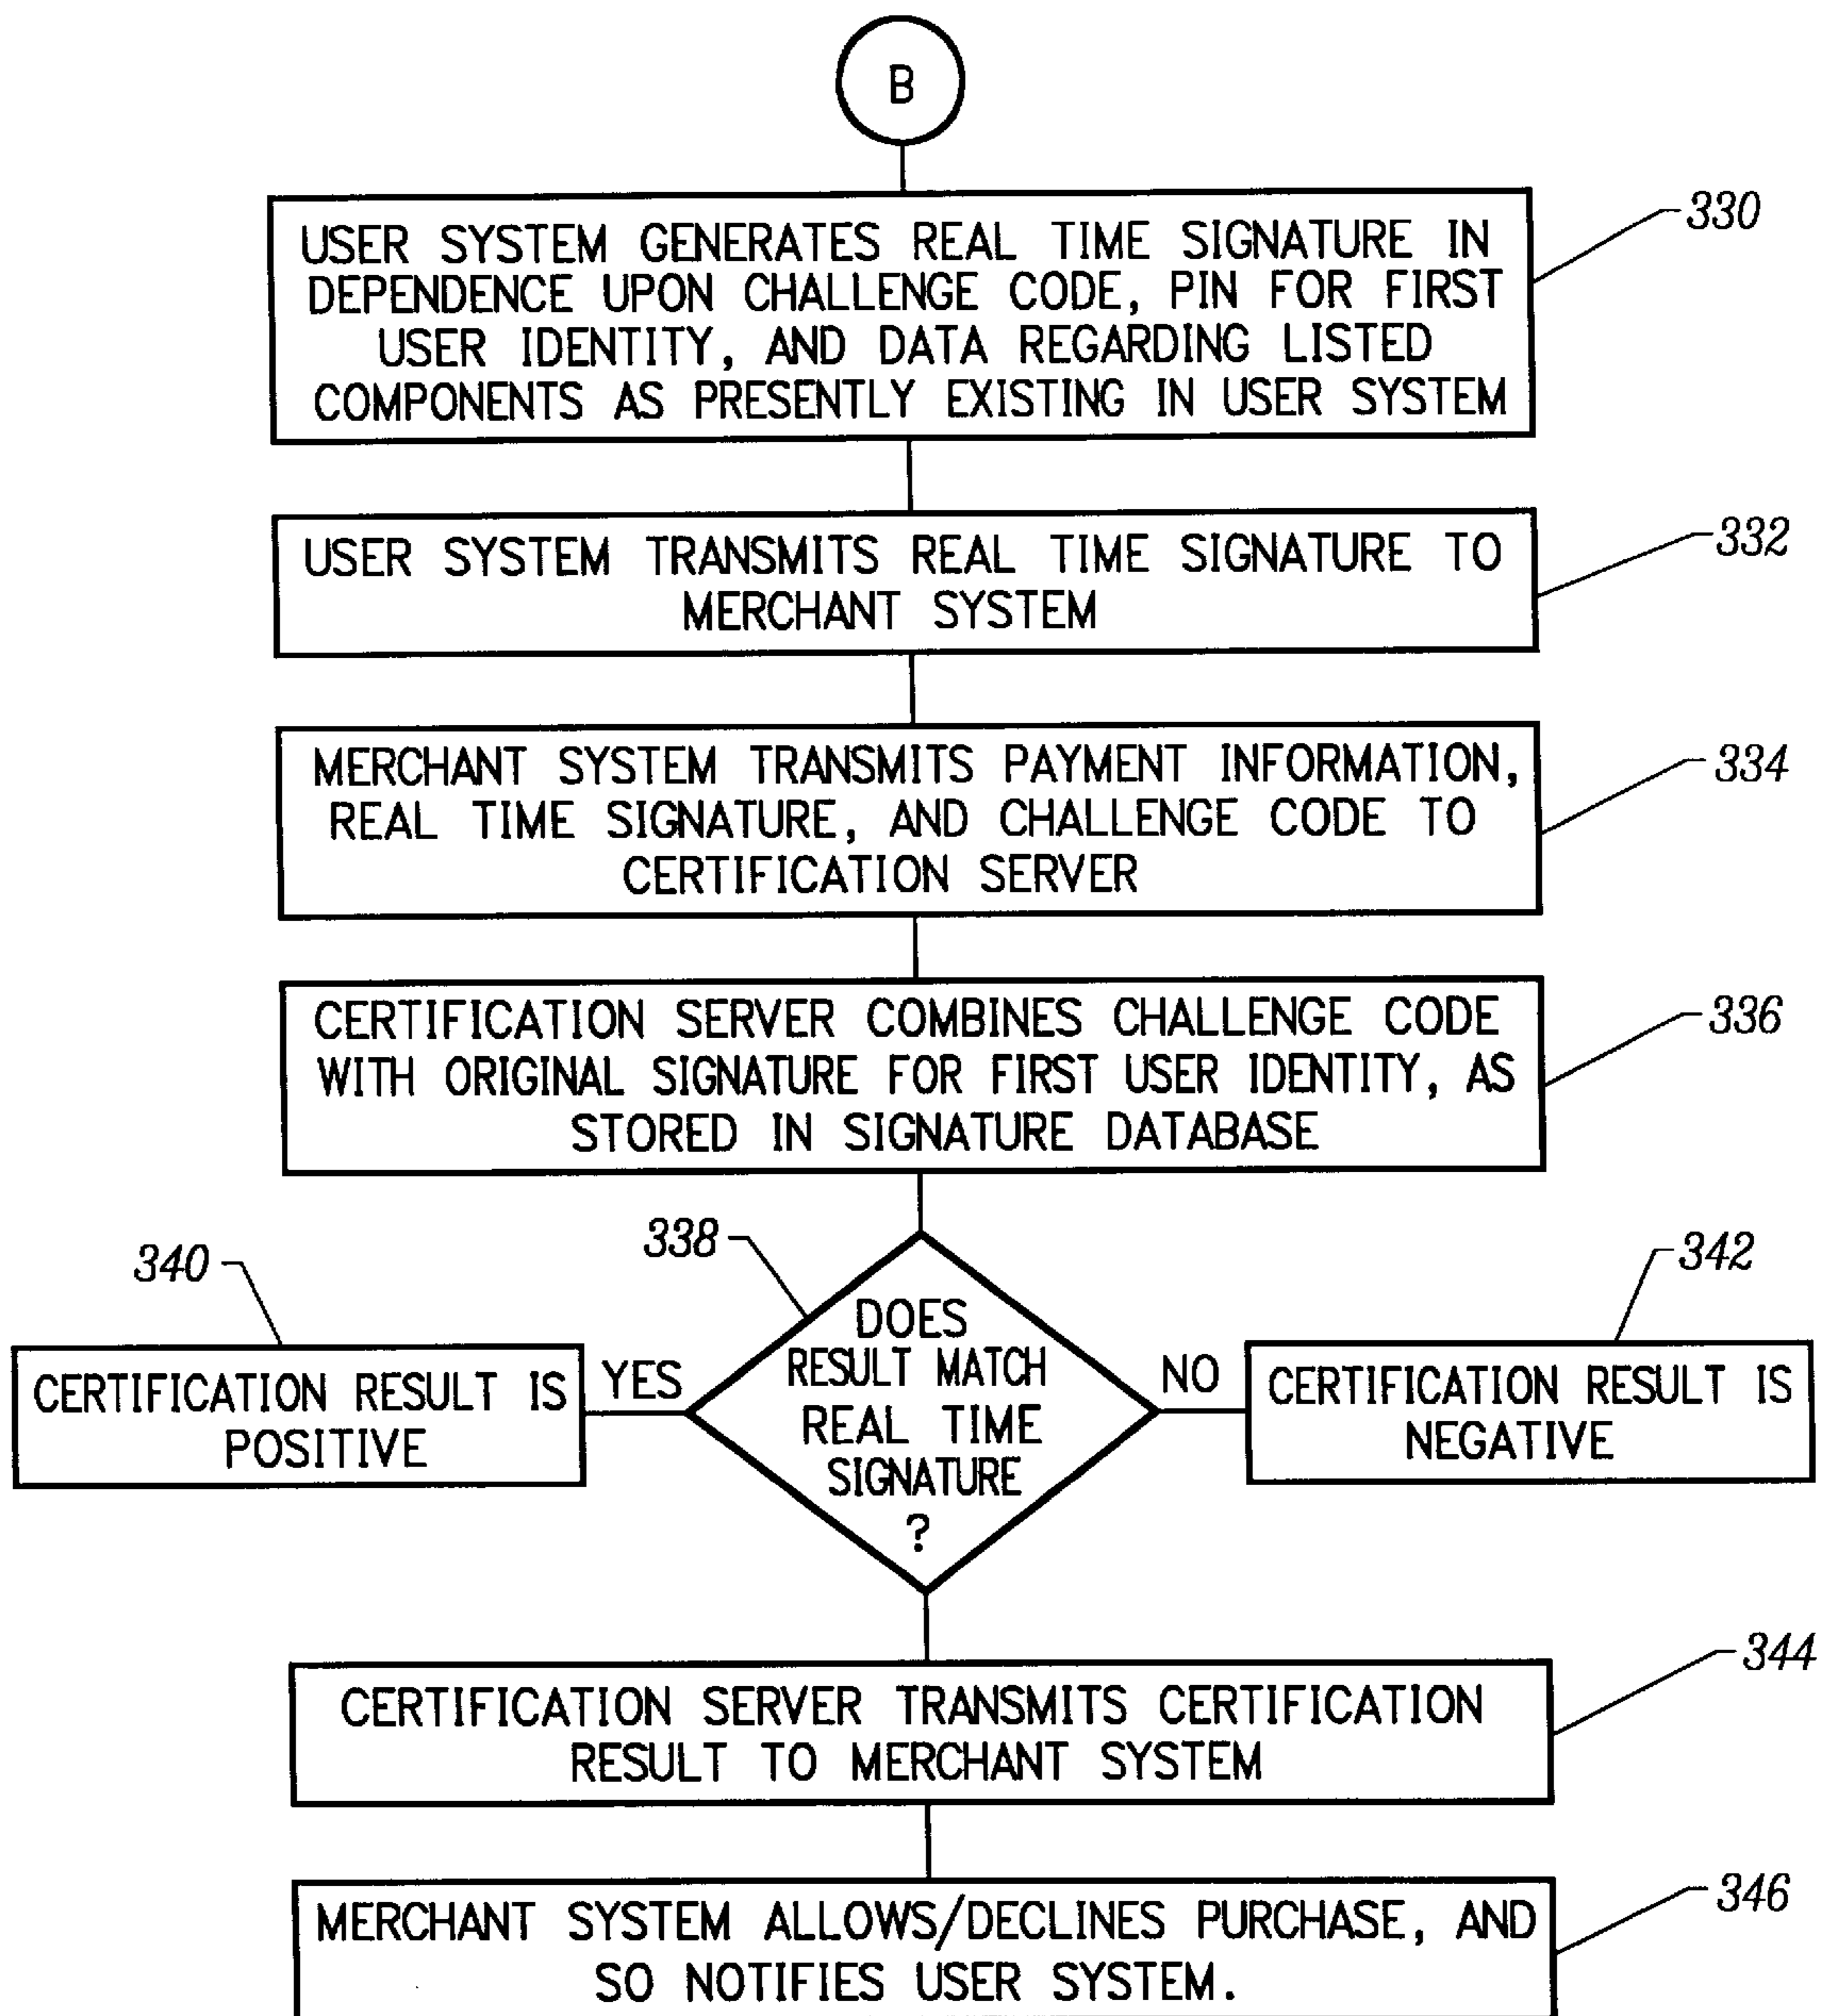 B
330
USER SYSTEM GENERATES REAL TIME SIGNATURE IN
DEPENDENCE UPON CHALLENGE CODE, PIN FOR FIRST
USER IDENTITY, AND DATA REGARDING LISTED
COMPONENTS AS PRESENTLY EXISTING IN USER SYSTEM
332
USER SYSTEM TRANSMITS REAL TIME SIGNATURE TO
MERCHANT SYSTEM
334
MERCHANT SYSTEM TRANSMITS PAYMENT INFORMATION,
REAL TIME SIGNATURE, AND CHALLENGE CODE TO
CERTIFICATION SERVER
336
CERTIFICATION SERVER COMBINES CHALLENGE CODE
WITH ORIGINAL SIGNATURE FOR FIRST USER IDENTITY, AS
STORED IN SIGNATURE DATABASE
338
DOES
RESULT MATCH
REAL TIME
SIGNATURE
?
340
YES
CERTIFICATION RESULT IS
POSITIVE
342
NO
CERTIFICATION RESULT IS
NEGATIVE
344
CERTIFICATION SERVER TRANSMITS CERTIFICATION
RESULT TO MERCHANT SYSTEM
346
MERCHANT SYSTEM ALLOWS/DECLINES PURCHASE, AND
SO NOTIFIES USER SYSTEM.